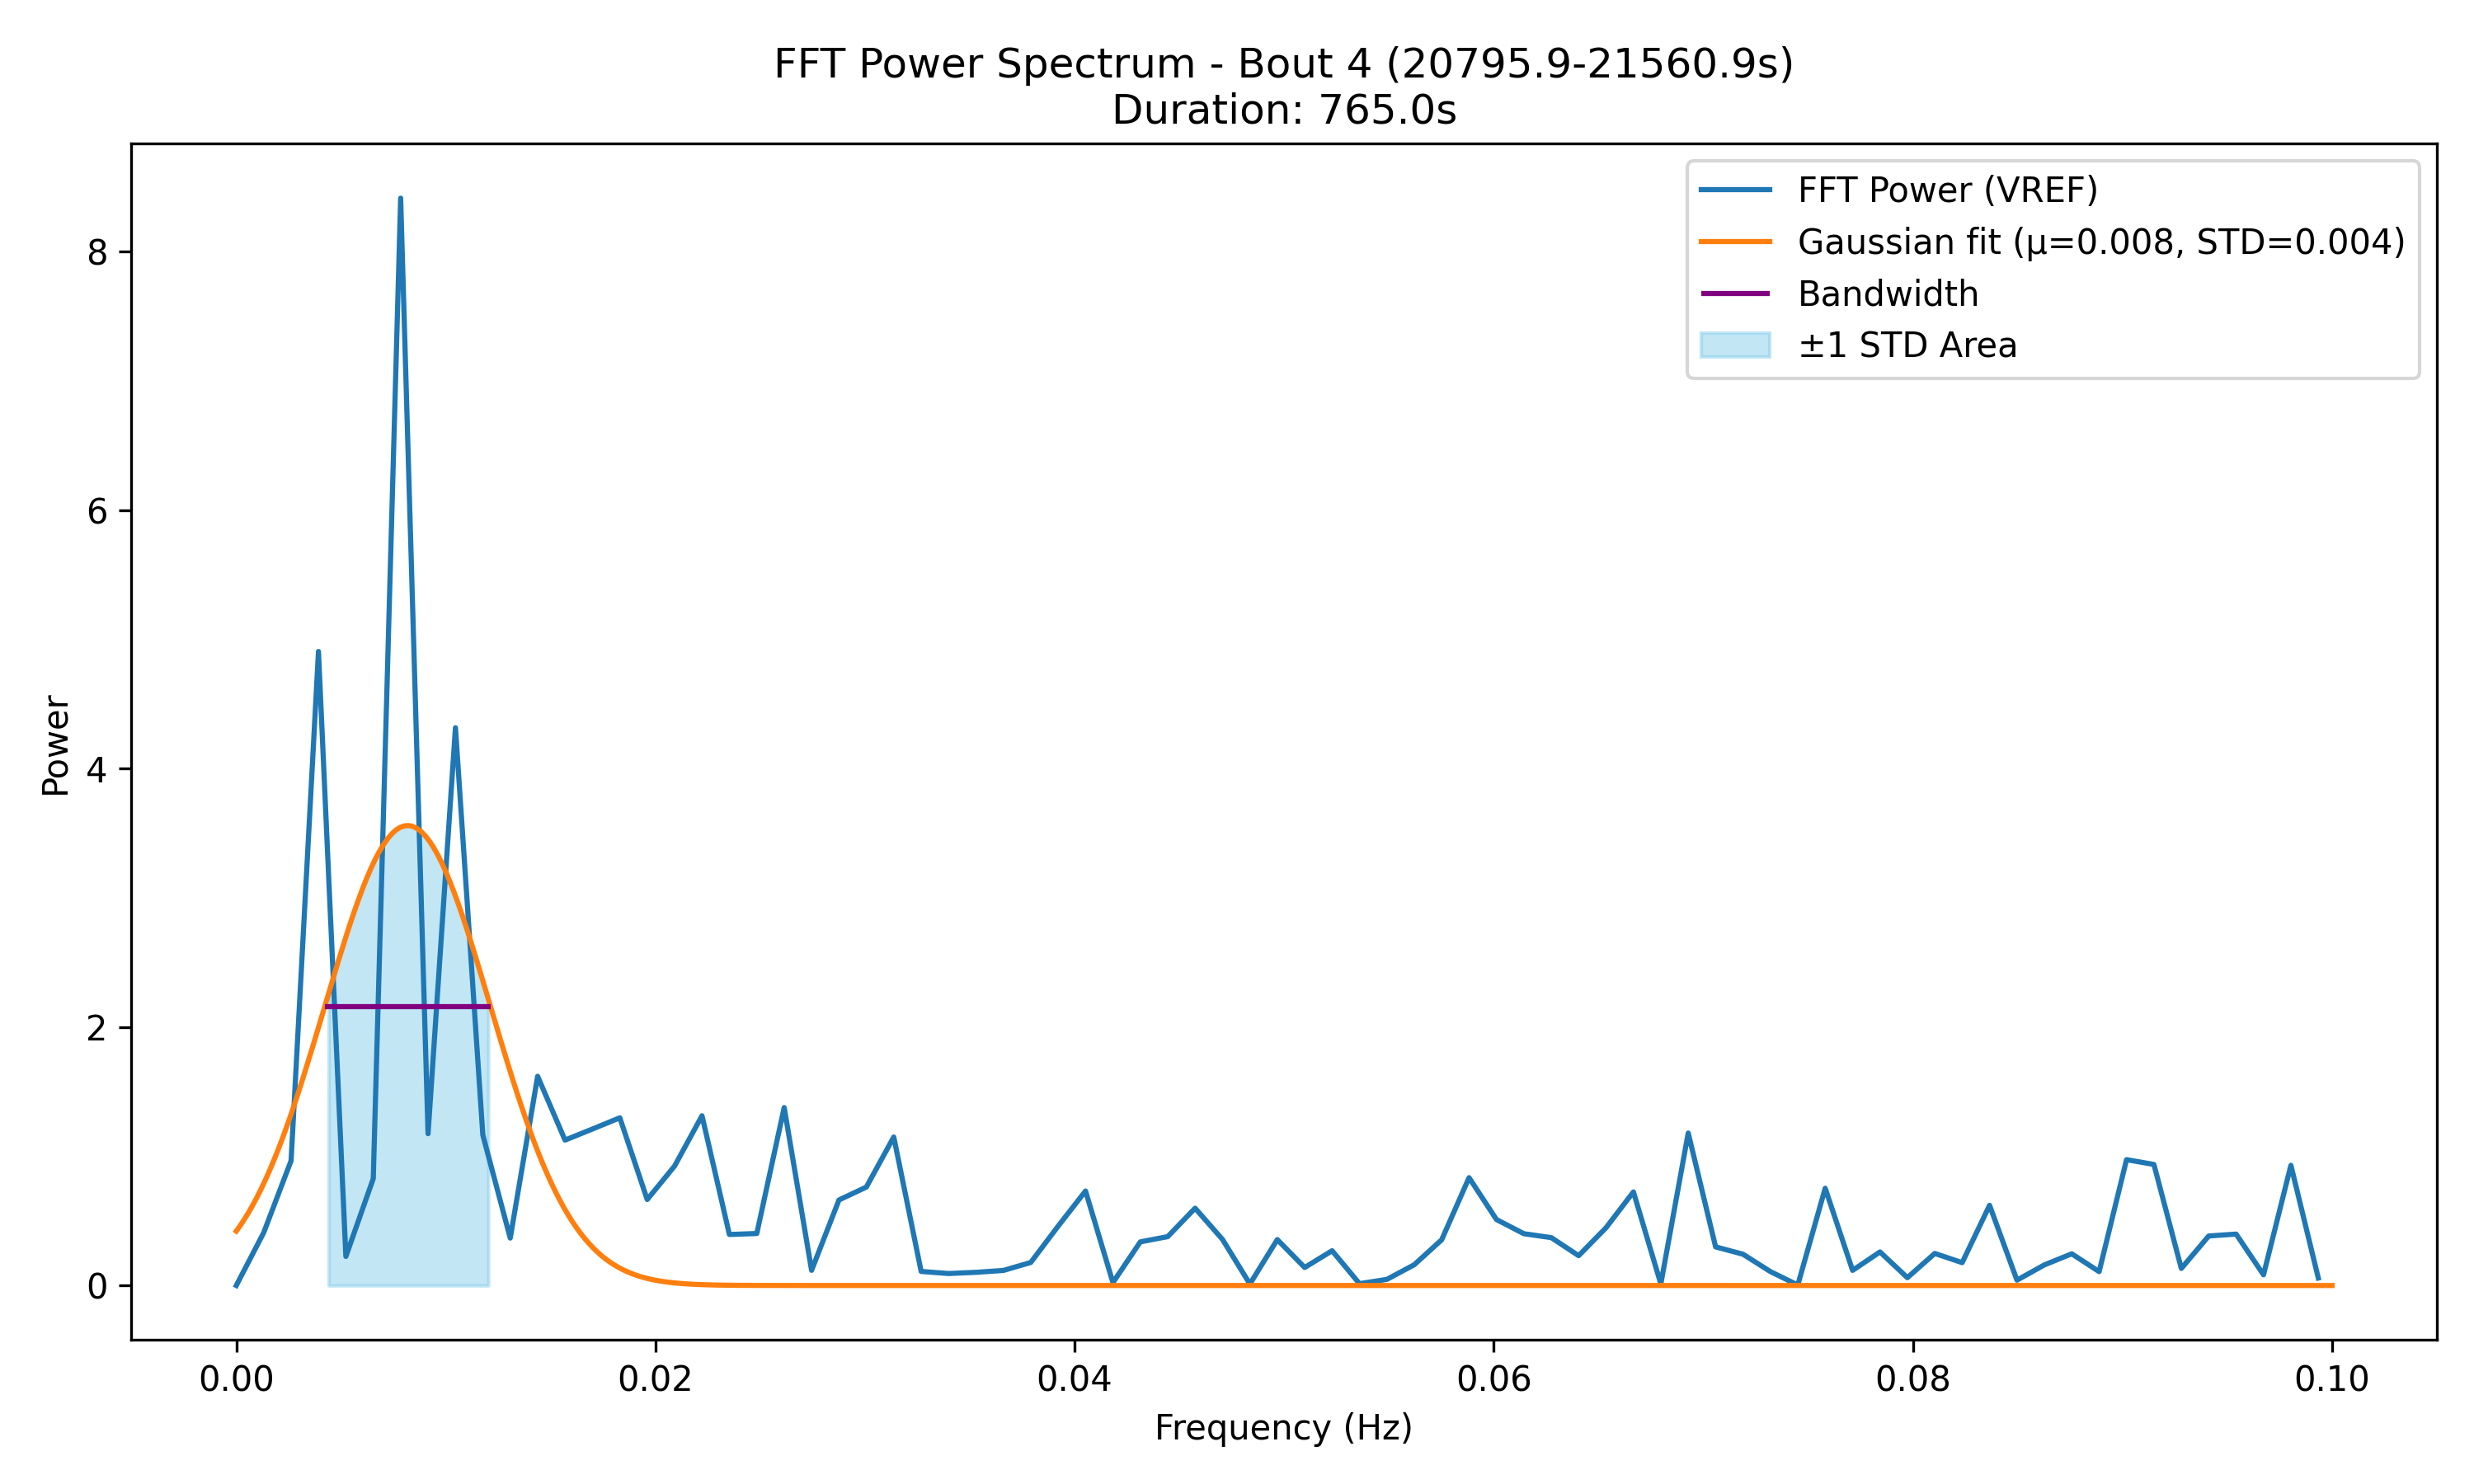 FFT Power Spectrum - Bout 4 (20795.9-21560.9s)
Duration: 765.0s
FFT Power (VREF)
Gaussian fit (μ=0.008, STD=0.004)
Bandwidth
±1 STD Area
Power
8
6
4
2
0
0.00 0.02 0.04 0.06 0.08 0.10
Frequency (Hz)